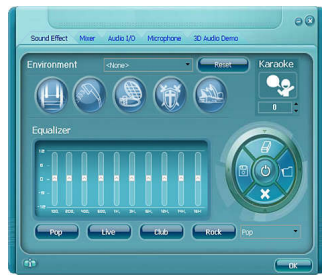 Sound Effect Mixer Audio I/O Microphone 3D Audio Demo
Environment <None> Reset Karaoke
0
Equalizer
Pop Live Club Rock Pop
OK